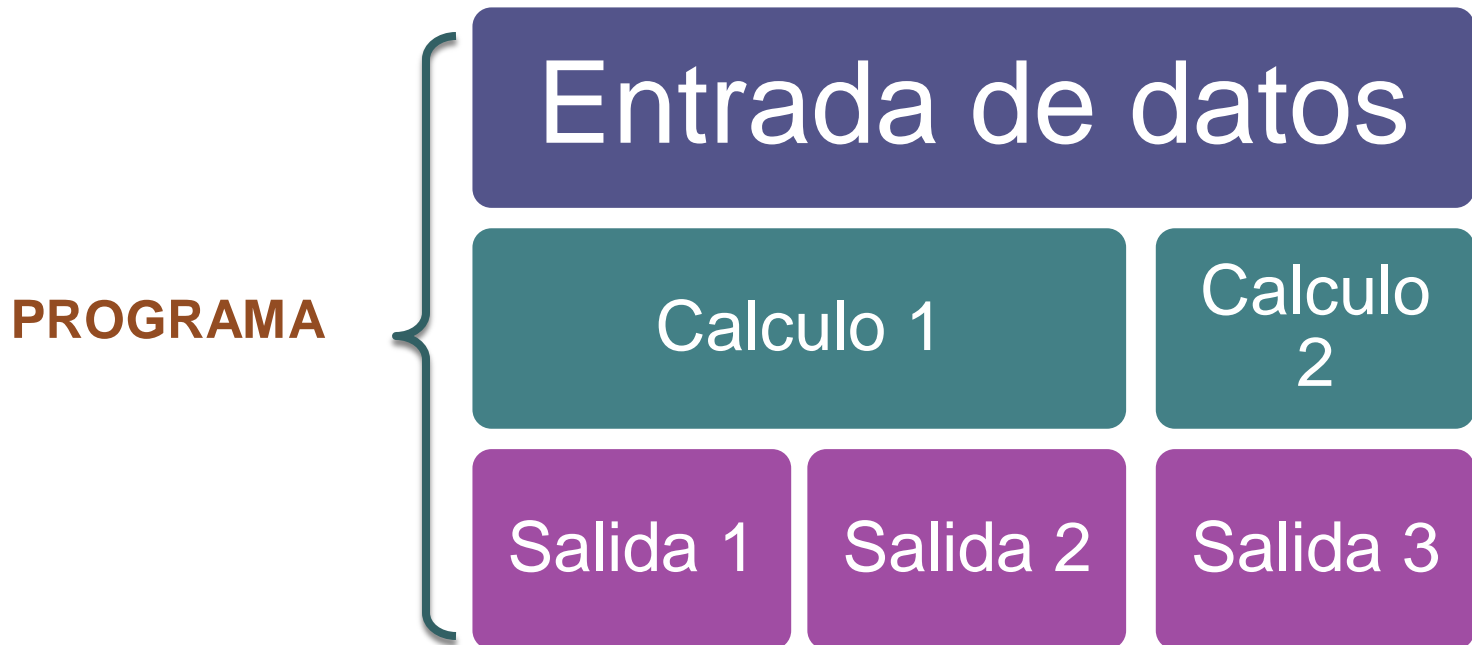 Entrada de datos
PROGRAMA
Calculo 1
Calculo
2
Salida 1
Salida 2
Salida 3